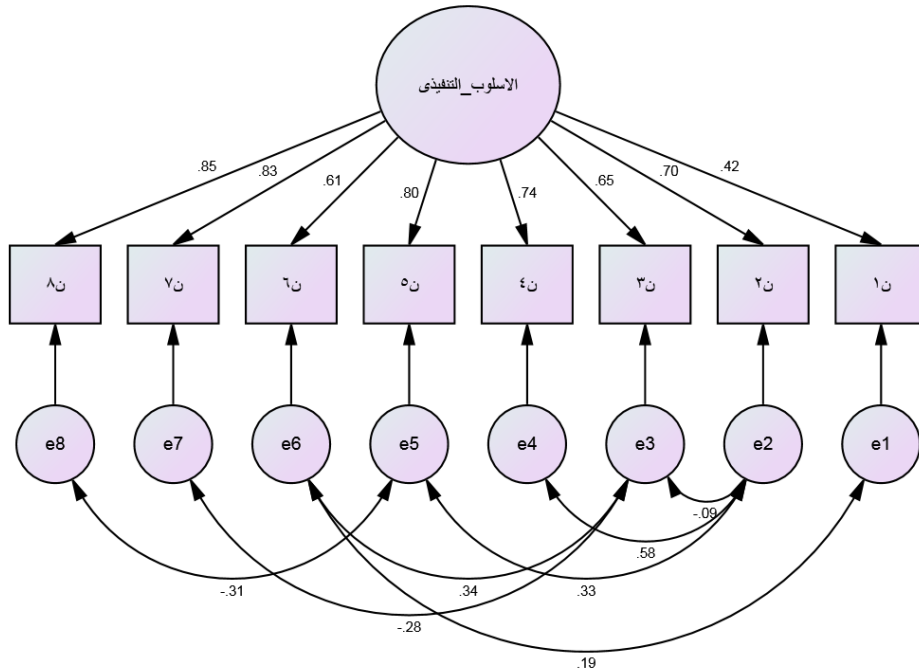 الاسلوب_التنفيذى
.85
.83
.61
.80
.74
.65
.70
.42
ن٨
ن٧
ن٦
ن٥
ن٤
ن٣
ن٢
ن١
e8
e7
e6
e5
e4
e3
e2
e1
-.09
.58
-.31
.34
.33
-.28
.19